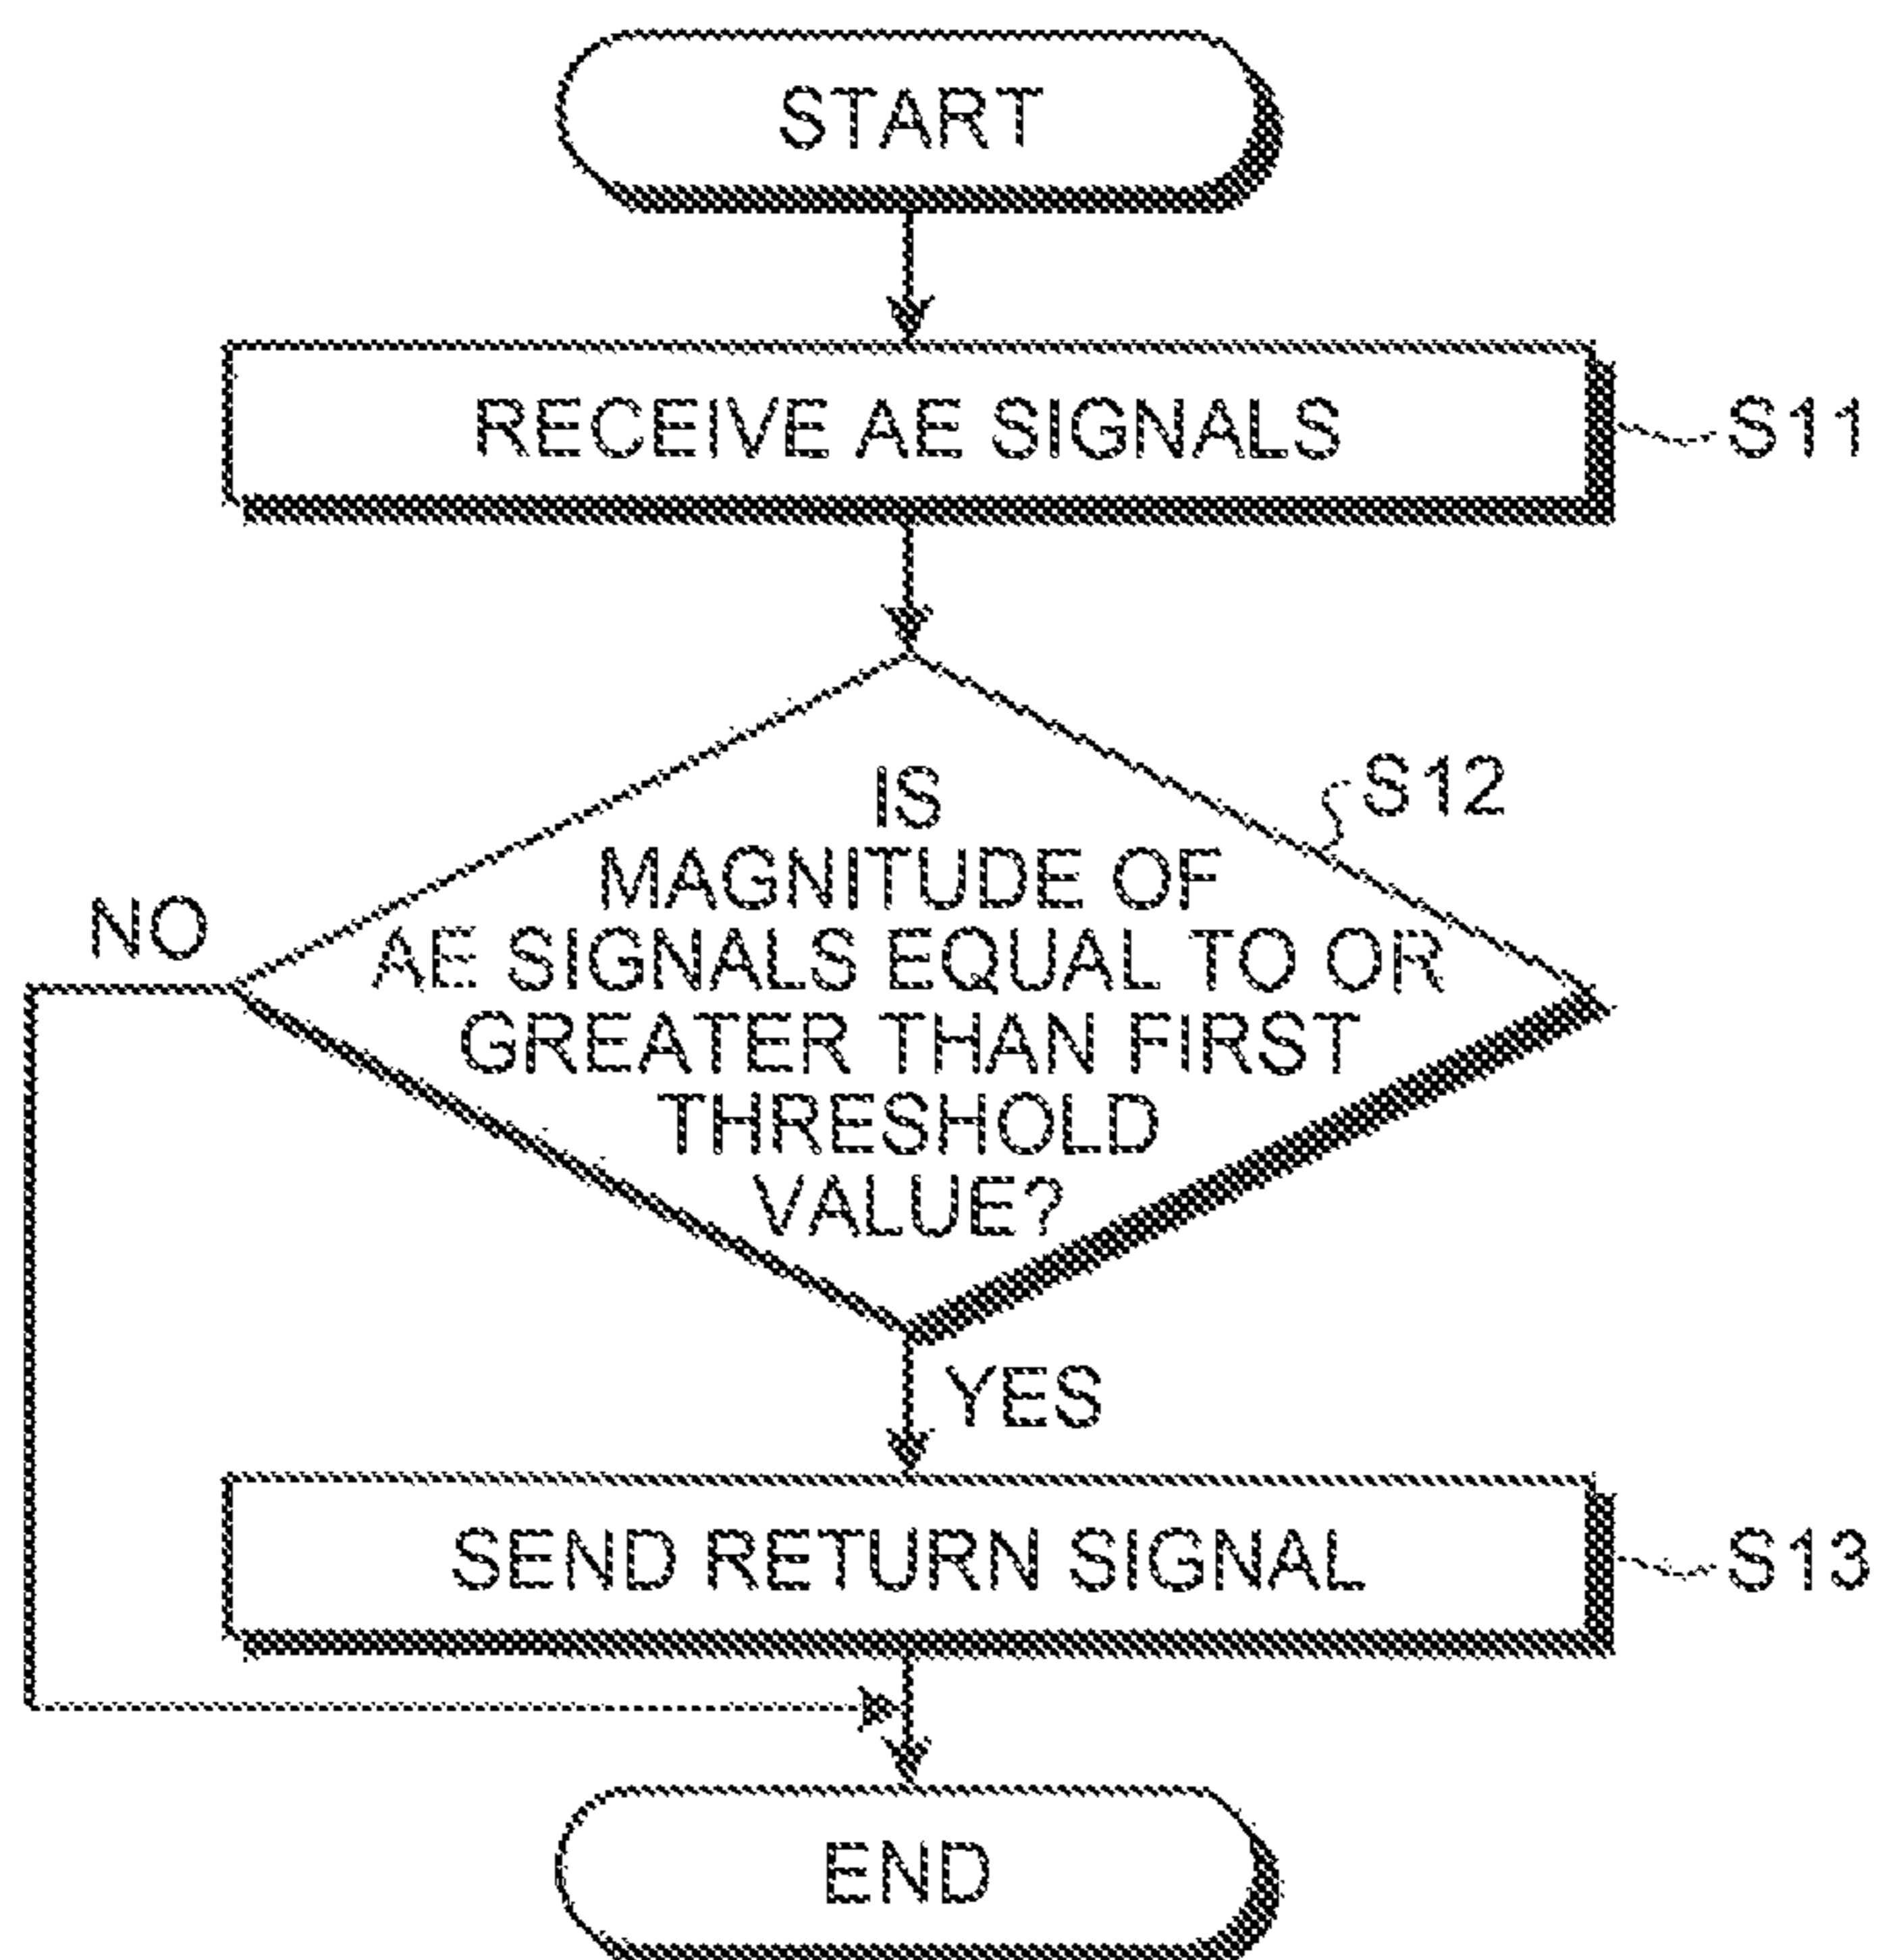 START
RECEIVE AE SIGNALS
S11
S12
IS
MAGNITUDE OF
AE SIGNALS EQUAL TO OR
GREATER THAN FIRST
THRESHOLD
VALUE?
NO
YES
SEND RETURN SIGNAL
S13
END